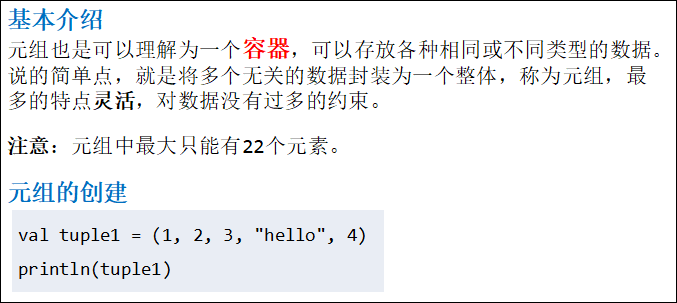 基本介绍
元组也是可以理解为一个容器，可以存放各种相同或不同类型的数据。
说的简单点，就是将多个无关的数据封装为一个整体，称为元组，最
多的特点灵活，对数据没有过多的约束。
注意：元组中最大只能有22个元素。
元组的创建
val tuple1 = (1, 2, 3, "hello", 4)
println(tuple1)